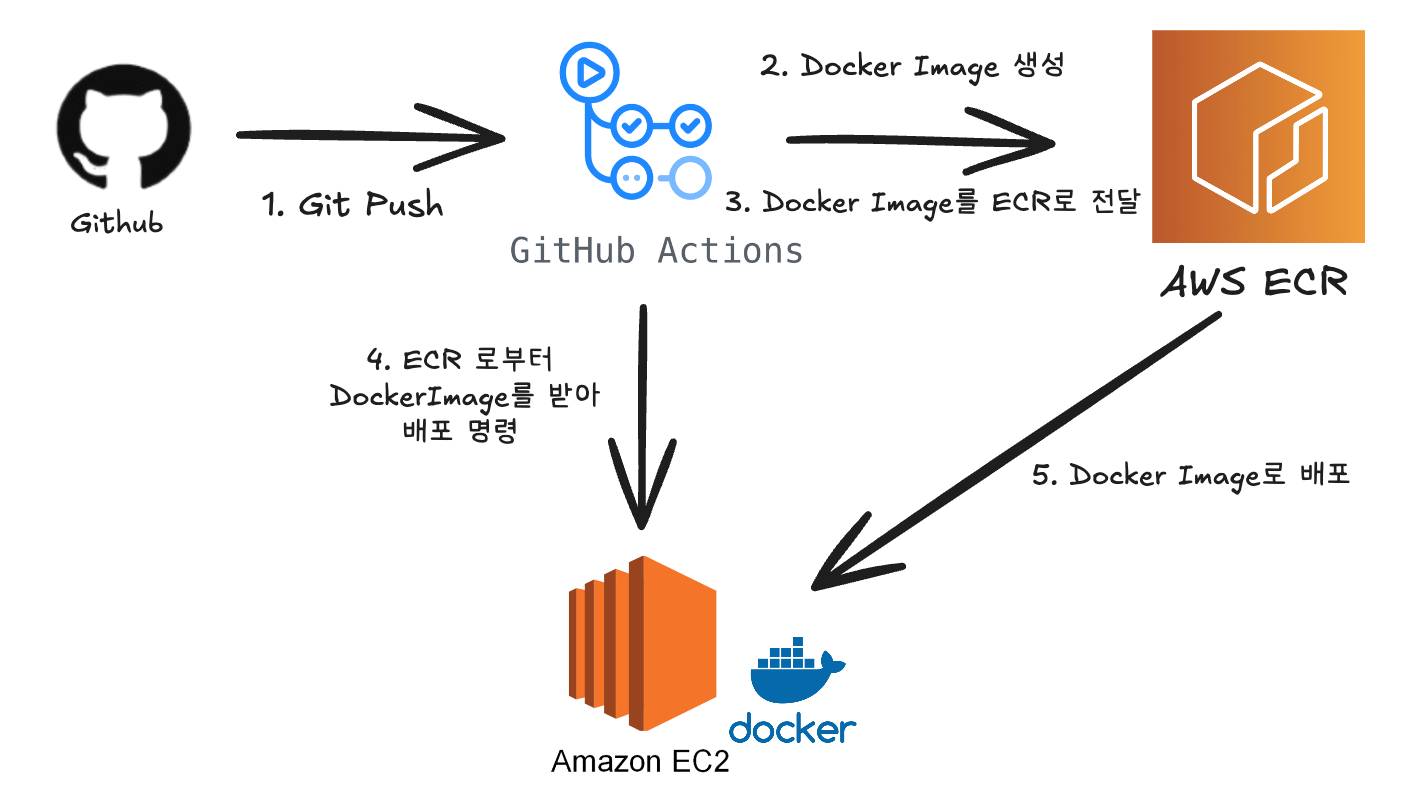 Github
1. Git Push
GitHub Actions
2. Docker Image 생성
3. Docker Image를 ECR로 전달
AWS ECR
4. ECR 로부터
DockerImage를 받아
배포 명령
5. Docker Image로 배포
Amazon EC2
docker